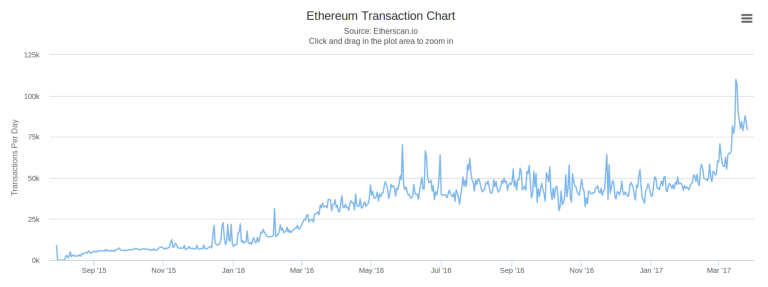 Ethereum Transaction Chart
Source: Etherscan.io
Click and drag in the plot area to zoom in
Transactions Per Day
125k
100k
75k
50k
25k
0k
Sep '15
Nov '15
Jan '16
Mar '16
May '16
Jul '16
Sep '16
Nov '16
Jan '17
Mar '17